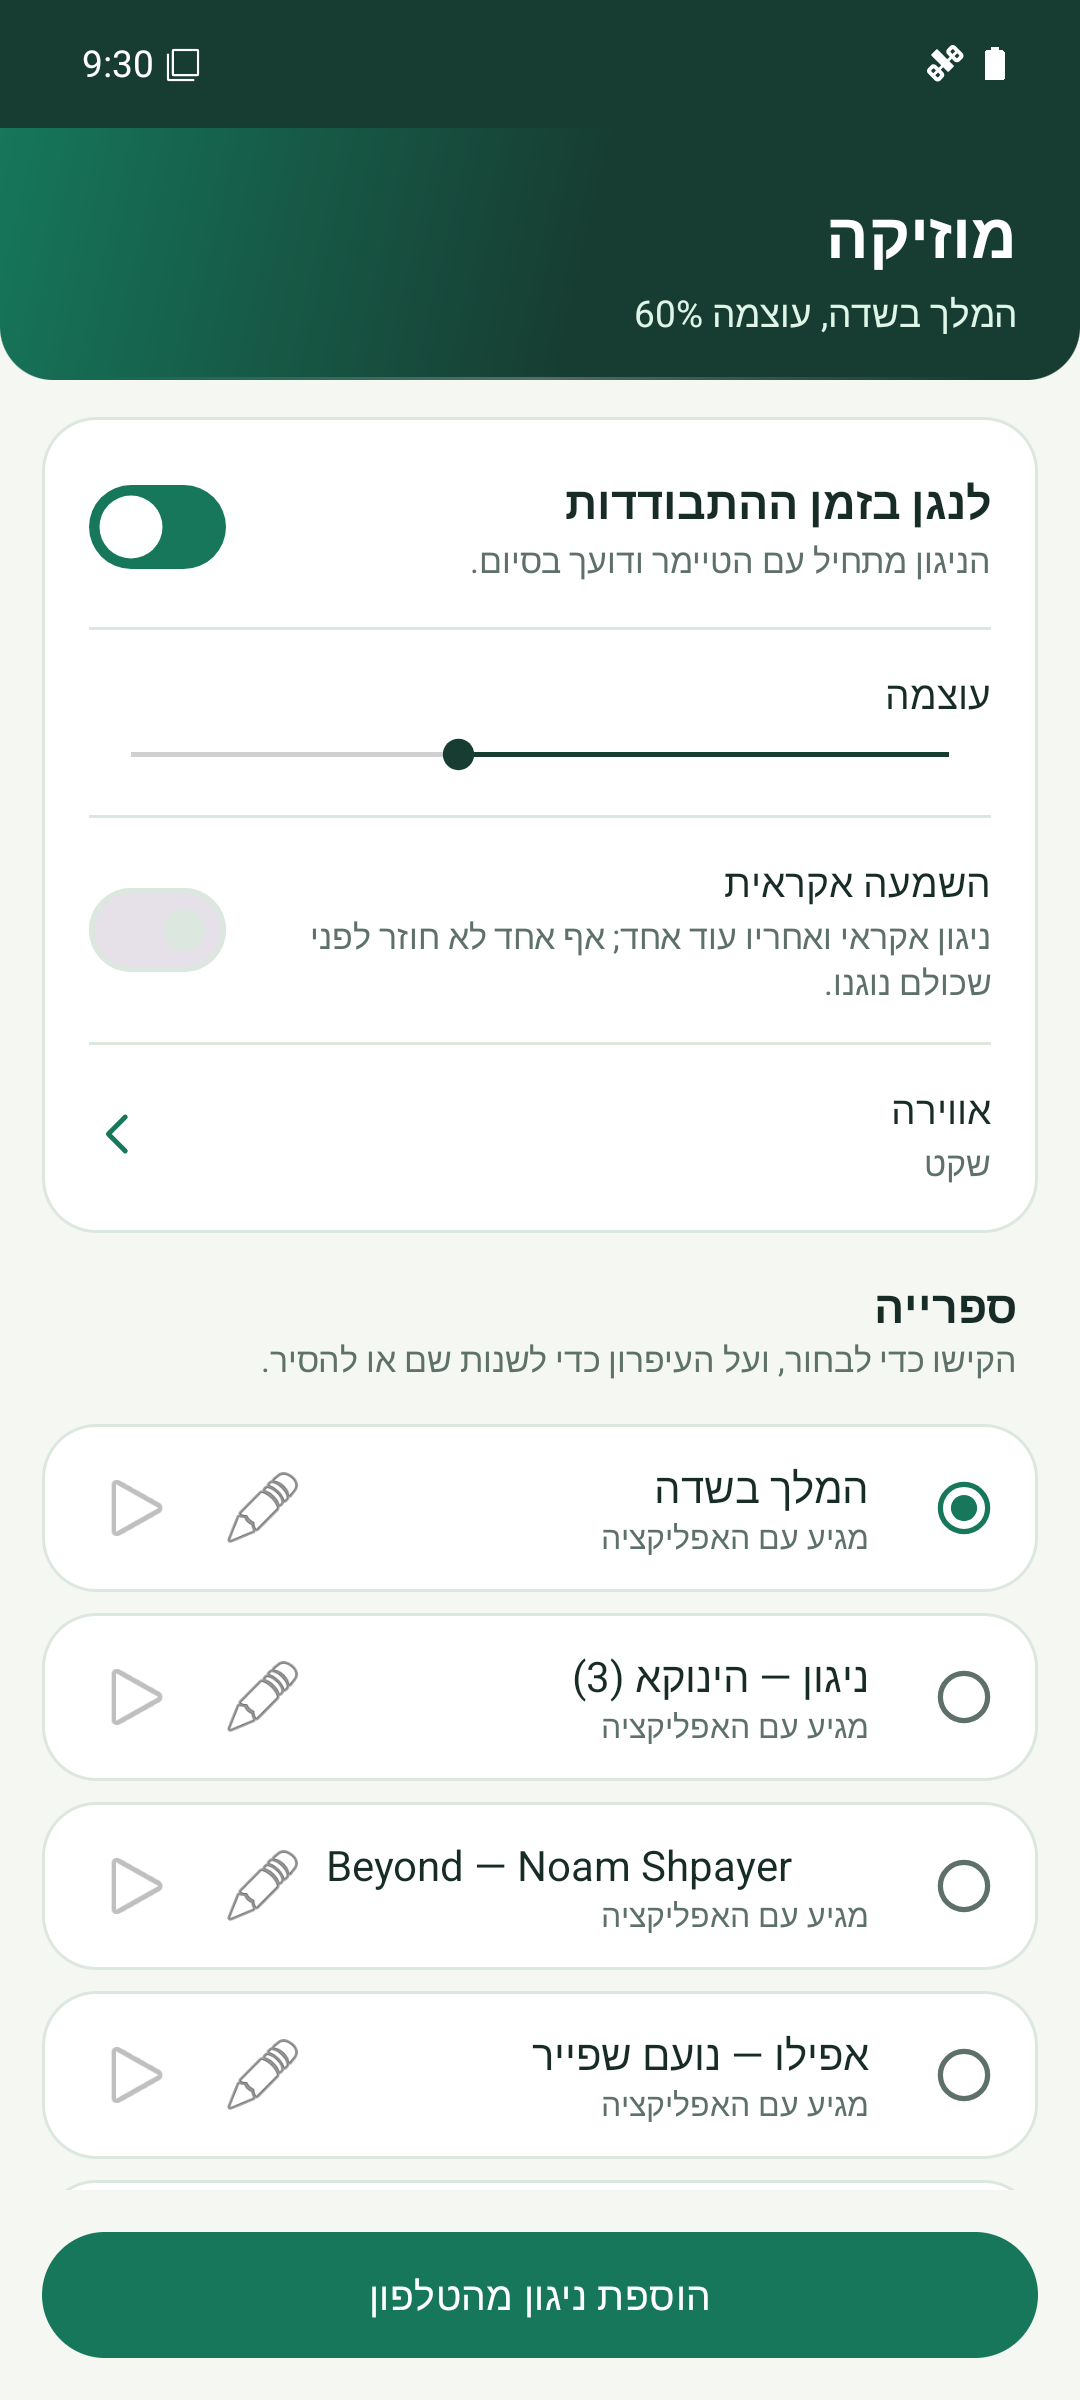 9:30
מוזיקה
המלך בשדה, עוצמה 60%
לנגן בזמן ההתבודדות
הניגון מתחיל עם הטיימר ודועך בסיום.
עוצמה
השמעה אקראית
ניגון אקראי ואחריו עוד אחד; אף אחד לא חוזר לפני
שכולם נוגנו.
אווירה
שקט
ספרייה
הקישו כדי לבחור, ועל העיפרון כדי לשנות שם או להסיר.
המלך בשדה
מגיע עם האפליקציה
ניגון — הינוקא (3)
מגיע עם האפליקציה
Beyond — Noam Shpayer
מגיע עם האפליקציה
אפילו — נועם שפייר
מגיע עם האפליקציה
הוספת ניגון מהטלפון